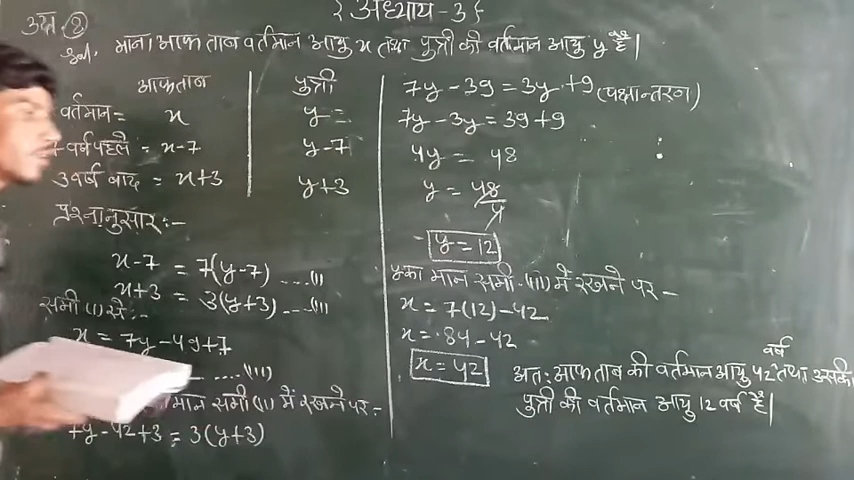 अध्याय - 3
प्रश्न (2)
हल. माना आफताब वर्तमान आयु x तथा पुत्री की वर्तमान आयु y वर्ष है।
आफताब पुत्री
वर्तमान = x y =
7 वर्ष पहले = x-7 y-7
3 वर्ष बाद = x+3 y+3
प्रश्नानुसार :-
x-7 = 7(y-7) ....(i)
x+3 = 3(y+3) ....(ii)
समी (i) से :-
x = 7y - 49+7
....(iii)
मान समी (ii) में रखने पर -
7y - 42+3 = 3(y+3)
7y - 39 = 3y + 9 (पक्षान्तरण)
7y - 3y = 39 + 9
4y = 48
y = 48/4
y = 12
y का मान समी. (iii) में रखने पर -
x = 7(12) - 42
x = 84 - 42
x = 42
अत: आफताब की वर्तमान आयु 42 वर्ष तथा उसकी
पुत्री की वर्तमान आयु 12 वर्ष है।